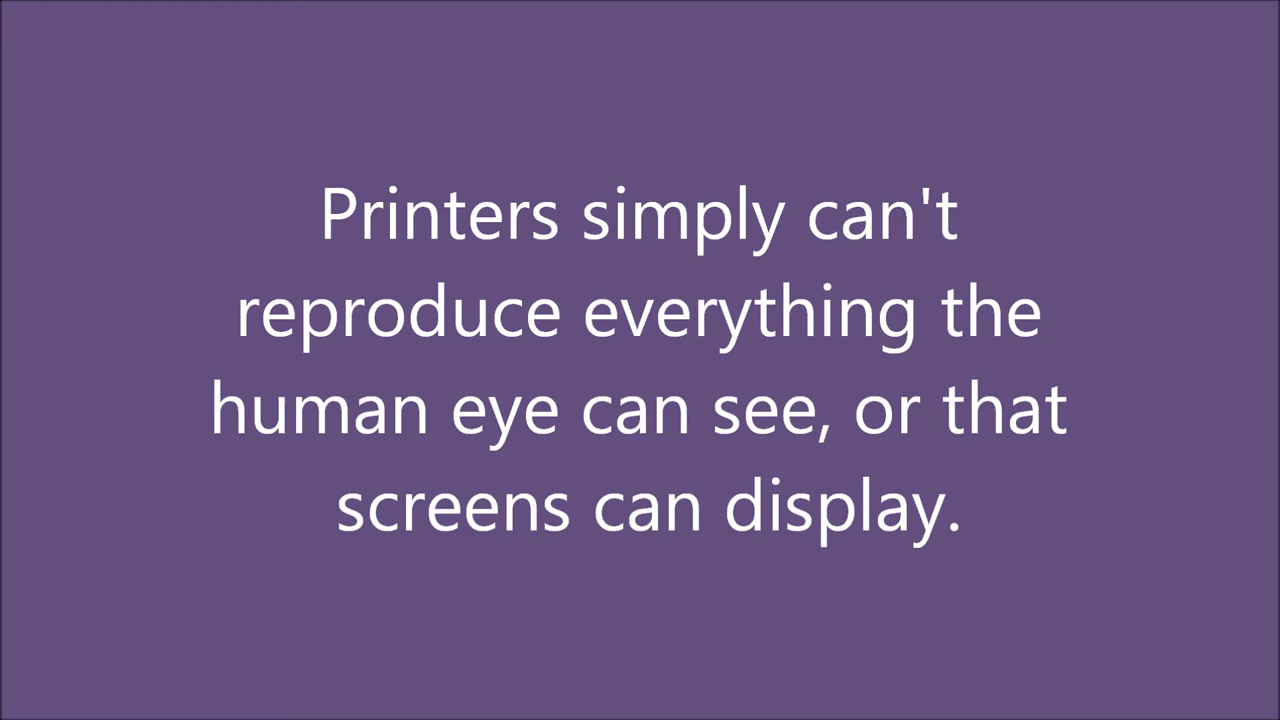 Printers simply can't
reproduce everything the
human eye can see, or that
screens can display.